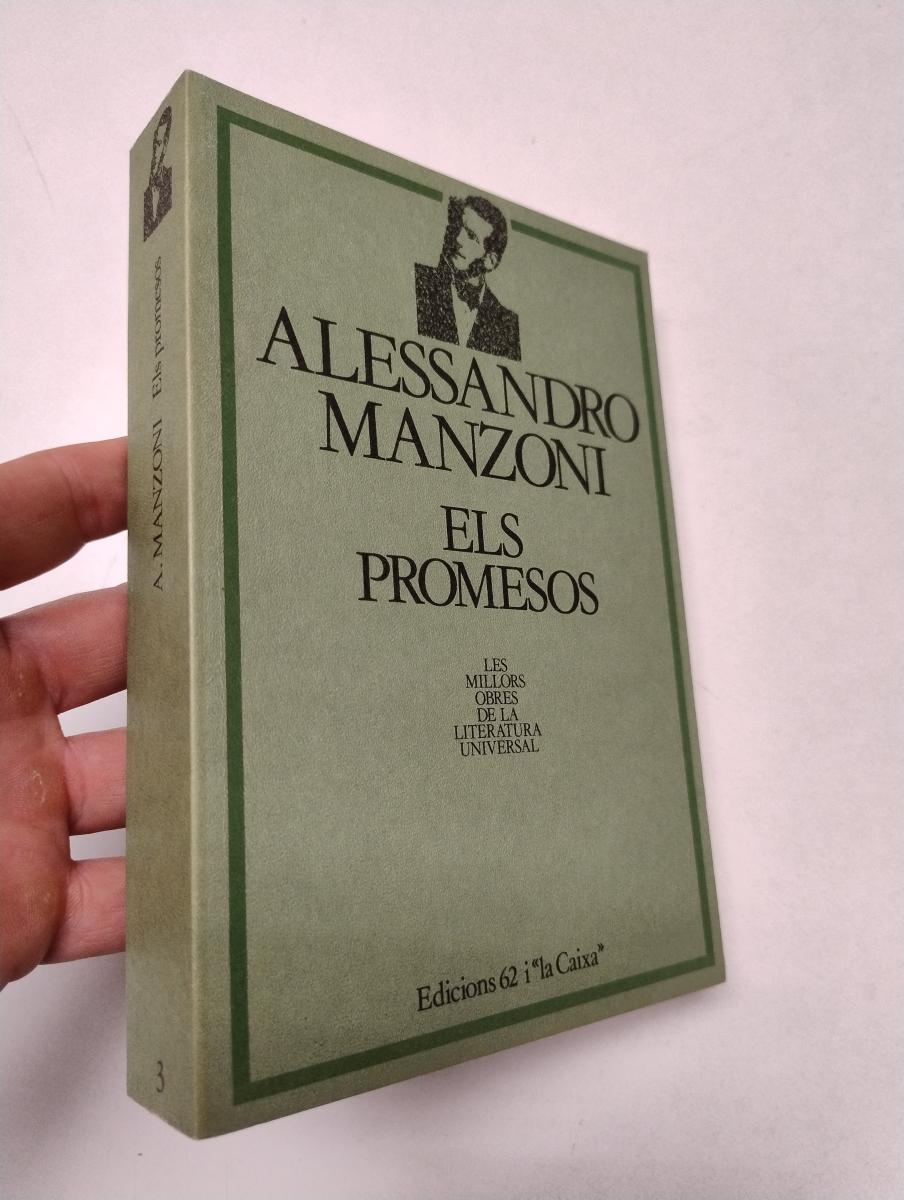 A. MANZONI Els promesos
3
ALESSANDRO
MANZONI
ELS
PROMESOS
LES
MILLORS
OBRES
DE LA
LITERATURA
UNIVERSAL
Edicions 62 i «la Caixa»